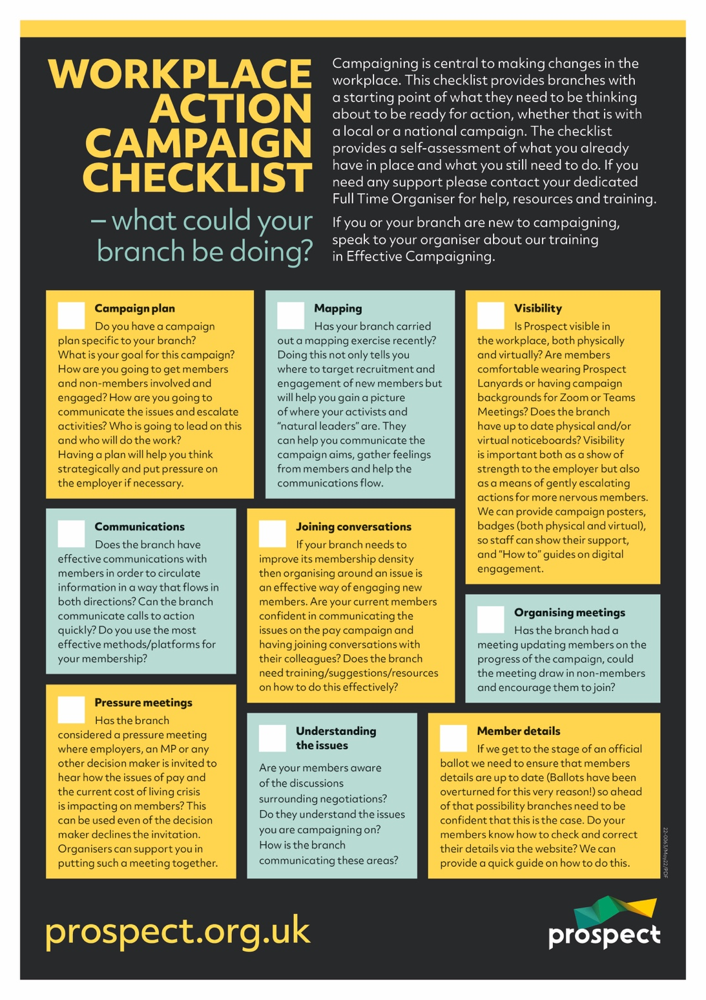 WORKPLACE
ACTION
CAMPAIGN
CHECKLIST
– what could your
branch be doing?
Campaigning is central to making changes in the
workplace. This checklist provides branches with
a starting point of what they need to be thinking
about to be ready for action, whether that is with
a local or a national campaign. The checklist
provides a self-assessment of what you already
have in place and what you still need to do. If you
need any support please contact your dedicated
Full Time Organiser for help, resources and training.
If you or your branch are new to campaigning,
speak to your organiser about our training
in Effective Campaigning.
Campaign plan
Do you have a campaign
plan specific to your branch?
What is your goal for this campaign?
How are you going to get members
and non-members involved and
engaged? How are you going to
communicate the issues and escalate
activities? Who is going to lead on this
and who will do the work?
Having a plan will help you think
strategically and put pressure on
the employer if necessary.
Mapping
Has your branch carried
out a mapping exercise recently?
Doing this not only tells you
where to target recruitment and
engagement of new members but
will help you gain a picture
of where your activists and
“natural leaders” are. They
can help you communicate the
campaign aims, gather feelings
from members and help the
communications flow.
Visibility
Is Prospect visible in
the workplace, both physically
and virtually? Are members
comfortable wearing Prospect
Lanyards or having campaign
backgrounds for Zoom or Teams
Meetings? Does the branch
have up to date physical and/or
virtual noticeboards? Visibility
is important both as a show of
strength to the employer but also
as a means of gently escalating
actions for more nervous members.
We can provide campaign posters,
badges (both physical and virtual),
so staff can show their support,
and “How to” guides on digital
engagement.
Communications
Does the branch have
effective communications with
members in order to circulate
information in a way that flows in
both directions? Can the branch
communicate calls to action
quickly? Do you use the most
effective methods/platforms for
your membership?
Joining conversations
If your branch needs to
improve its membership density
then organising around an issue is
an effective way of engaging new
members. Are your current members
confident in communicating the
issues on the pay campaign and
having joining conversations with
their colleagues? Does the branch
need training/suggestions/resources
on how to do this effectively?
Organising meetings
Has the branch had a
meeting updating members on the
progress of the campaign, could
the meeting draw in non-members
and encourage them to join?
Pressure meetings
Has the branch
considered a pressure meeting
where employers, an MP or any
other decision maker is invited to
hear how the issues of pay and
the current cost of living crisis
is impacting on members? This
can be used even of the decision
maker declines the invitation.
Organisers can support you in
putting such a meeting together.
Understanding
the issues
Are your members aware
of the discussions
surrounding negotiations?
Do they understand the issues
you are campaigning on?
How is the branch
communicating these areas?
Member details
If we get to the stage of an official
ballot we need to ensure that members
details are up to date (Ballots have been
overturned for this very reason!) so ahead
of that possibility branches need to be
confident that this is the case. Do your
members know how to check and correct
their details via the website? We can
provide a quick guide on how to do this.
22-0063/May22/PDF
prospect.org.uk
prospect